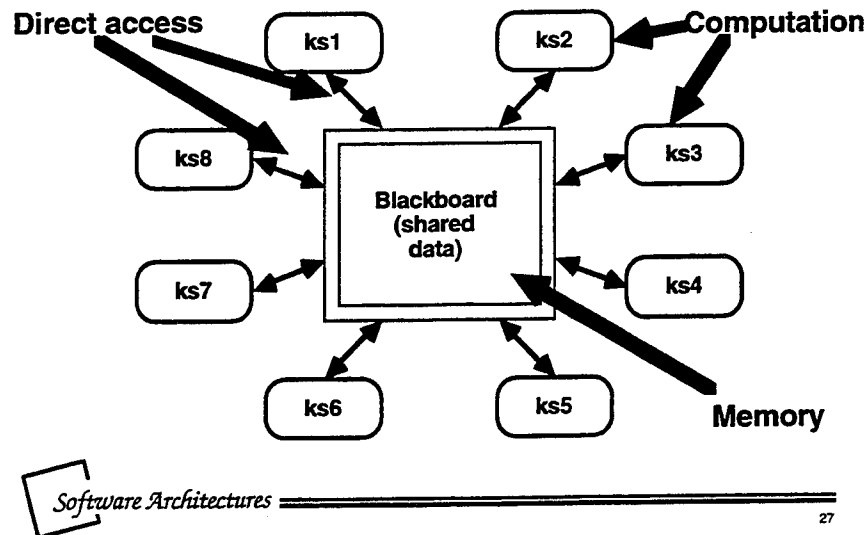 Direct access
ks1
ks2
Computation
ks8
ks3
Blackboard
(shared
data)
ks7
ks4
ks6
ks5
Memory
Software Architectures
27